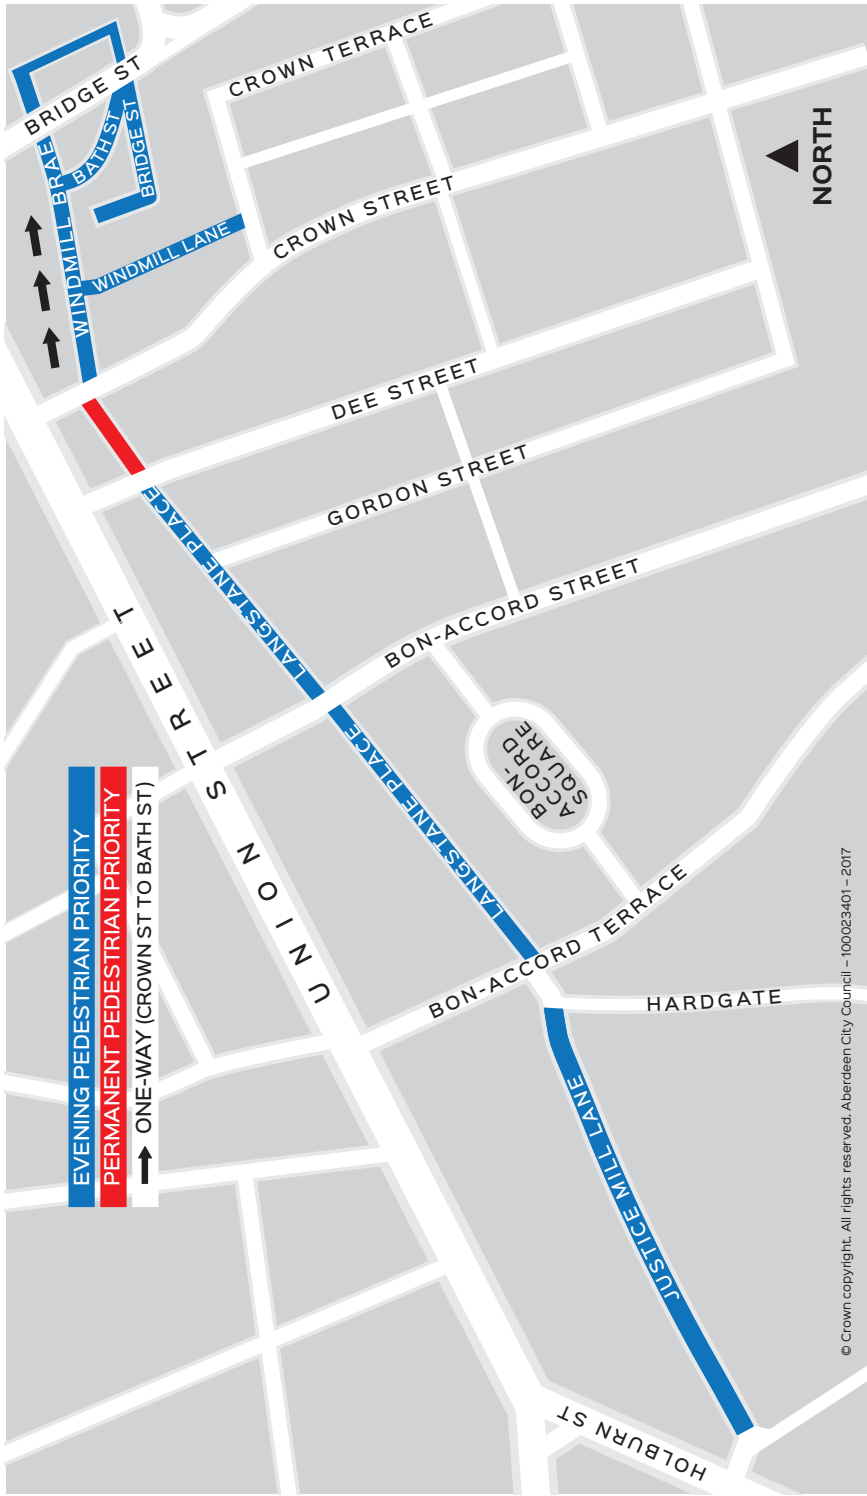 EVENING PEDESTRIAN PRIORITY
PERMANENT PEDESTRIAN PRIORITY
ONE-WAY (CROWN ST TO BATH ST)
BRIDGE ST
WINDMILL BRAE
BATH ST
BRIDGE ST
WINDMILL LANE
CROWN TERRACE
CROWN STREET
NORTH
DEE STREET
GORDON STREET
LANGSTANE PLACE
LANGSTANE PLACE
LANGSTANE PLACE
UNION STREET
BON-ACCORD STREET
BON-
ACCORD
SQUARE
BON-ACCORD TERRACE
HARDGATE
JUSTICE MILL LANE
HOLBURN ST
© Crown copyright. All rights reserved. Aberdeen City Council – 100023401 – 2017